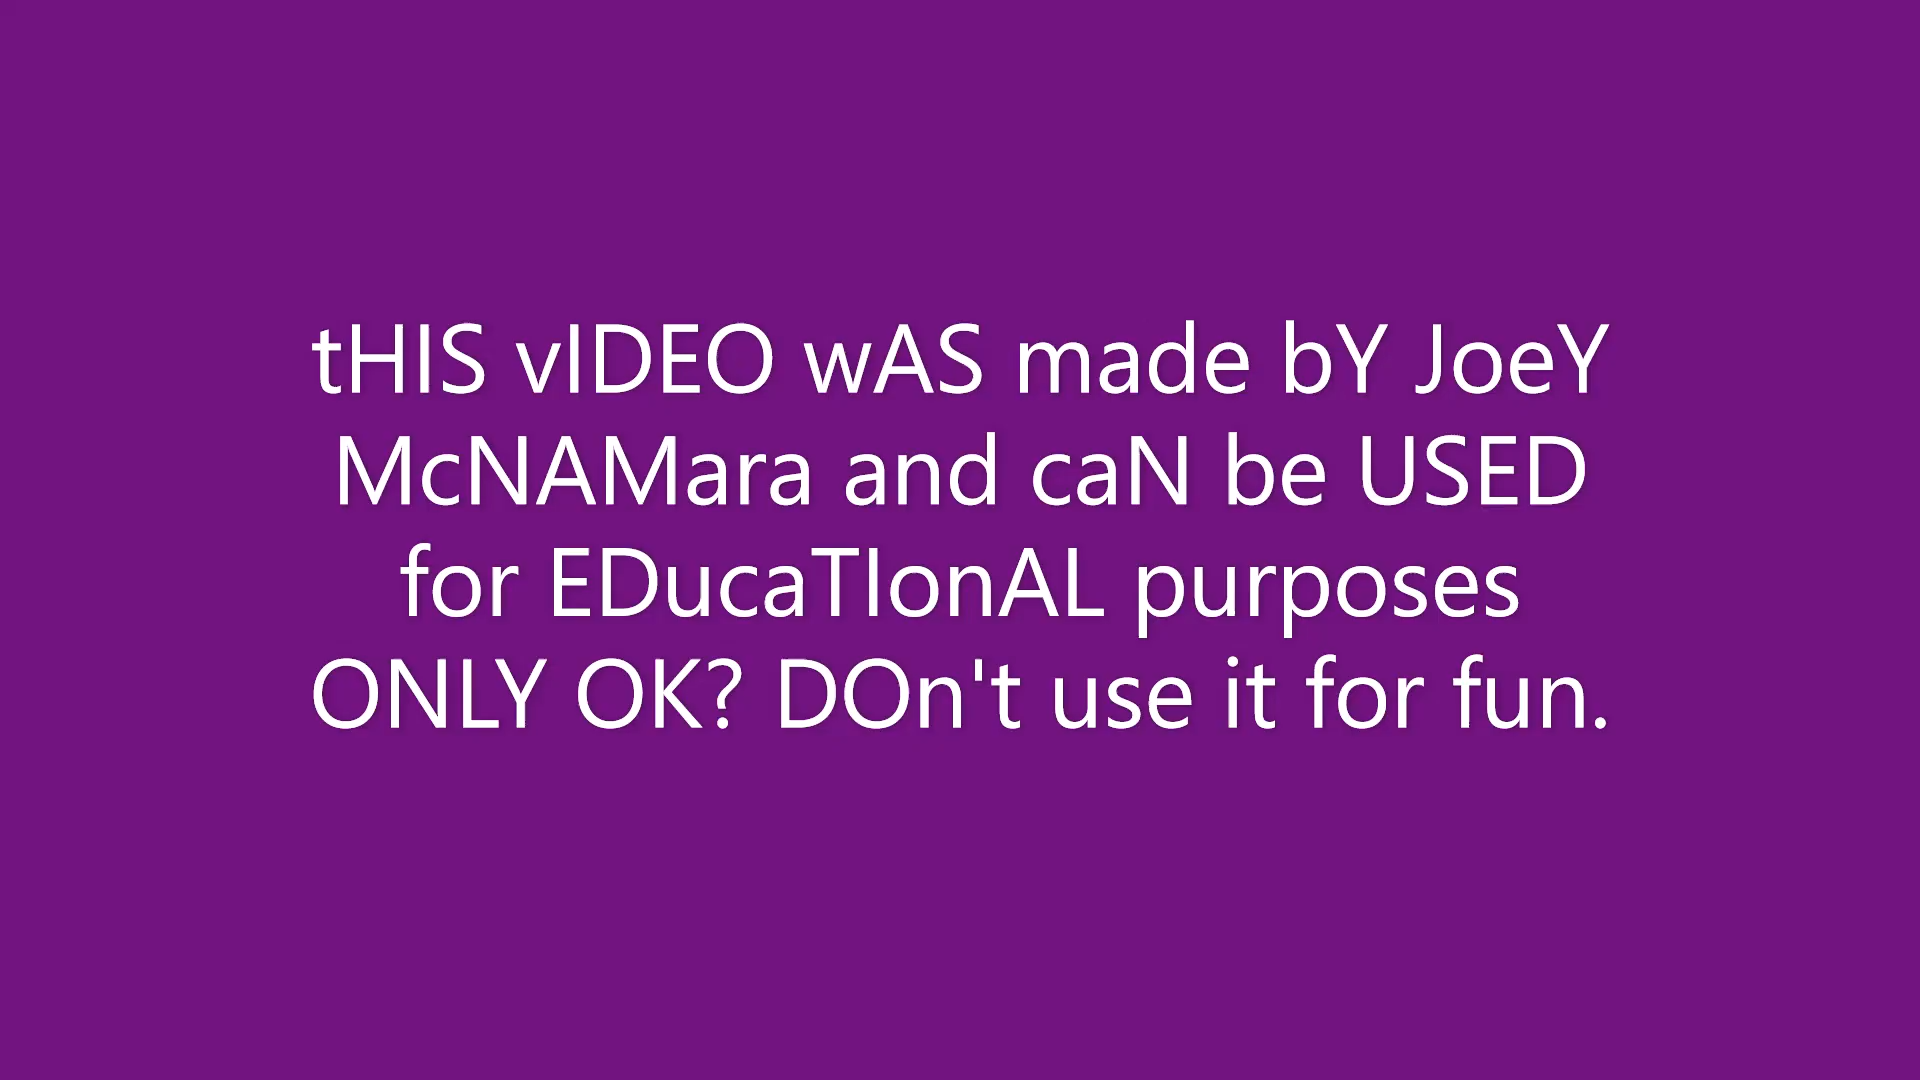 tHIS vIDEO wAS made bY JoeY
McNAMara and caN be USED
for EDucaTIonAL purposes
ONLY OK? DOn't use it for fun.